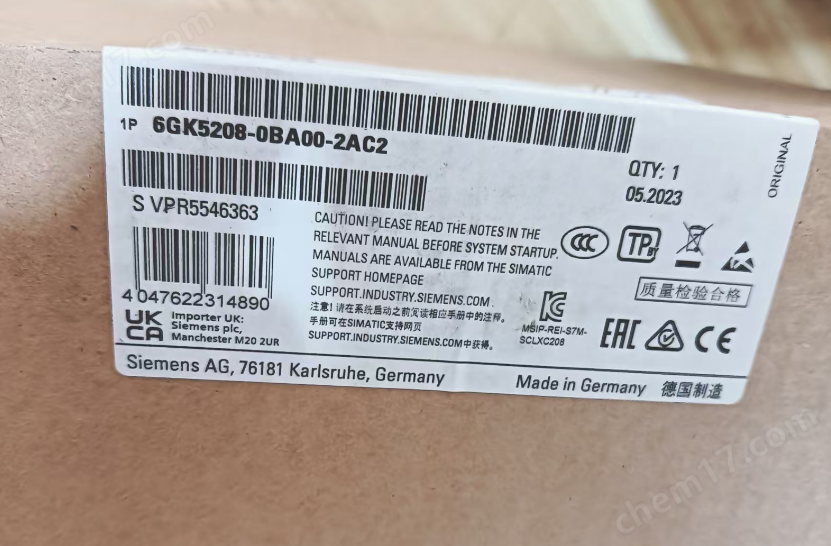 1P 6GK5208-0BA00-2AC2
QTY: 1
05.2023
ORIGINAL
S VPR5546363
CAUTION! PLEASE READ THE NOTES IN THE
RELEVANT MANUAL BEFORE SYSTEM STARTUP.
MANUALS ARE AVAILABLE FROM THE SIMATIC
SUPPORT HOMEPAGE
SUPPORT.INDUSTRY.SIEMENS.COM
注意!请在系统启动之前阅读相应手册中的注释。
手册可在SIMATIC支持网页
SUPPORT.INDUSTRY.SIEMENS.COM中获得。
CCC
TP
BY
质量检验合格
4 047622314890
UK
CA
Importer UK:
Siemens plc,
Manchester M20 2UR
MSIP-REI-S7M-
SCLXC208
EAC
CE
Siemens AG, 76181 Karlsruhe, Germany
Made in Germany 德国制造
chem17.com